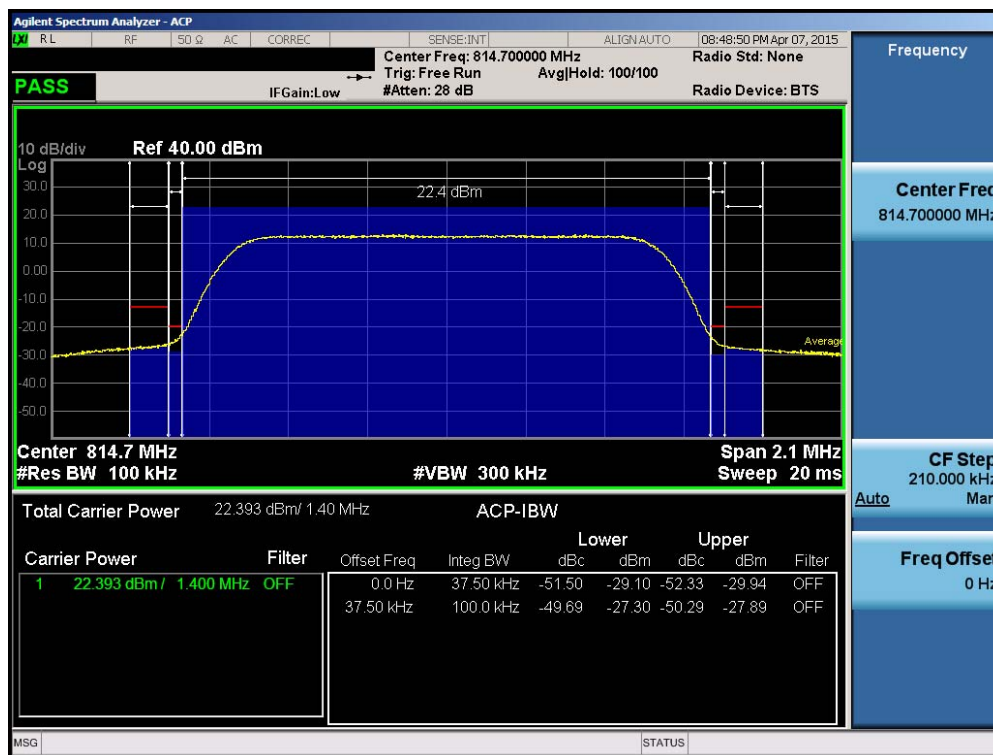 Agilent Spectrum Analyzer - ACP
LXI RL RF 50 Ω AC CORREC SENSE:INT ALIGN AUTO 08:48:50 PM Apr 07, 2015
Center Freq: 814.700000 MHz Radio Std: None
Trig: Free Run Avg|Hold: 100/100
PASS IFGain:Low #Atten: 28 dB Radio Device: BTS
10 dB/div Ref 40.00 dBm
Log
30.0
22.4 dBm
20.0
10.0
0.00
-10.0
-20.0
Average
-30.0
-40.0
-50.0
Center 814.7 MHz Span 2.1 MHz
#Res BW 100 kHz #VBW 300 kHz Sweep 20 ms
Total Carrier Power 22.393 dBm/ 1.40 MHz ACP-IBW
Lower Upper
Carrier Power Filter Offset Freq Integ BW dBc dBm dBc dBm Filter
1 22.393 dBm / 1.400 MHz OFF 0.0 Hz 37.50 kHz -51.50 -29.10 -52.33 -29.94 OFF
37.50 kHz 100.0 kHz -49.69 -27.30 -50.29 -27.89 OFF
MSG STATUS
Frequency
Center Freq
814.700000 MHz
CF Step
210.000 kHz
Auto Man
Freq Offset
0 Hz